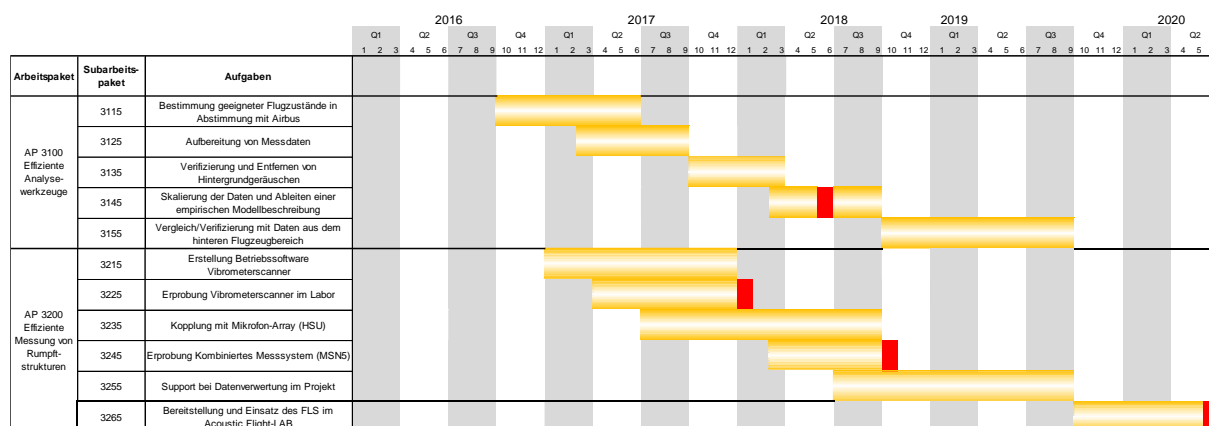 2016 2017 2018 2019 2020
Q1 Q2 Q3 Q4 Q1 Q2 Q3 Q4 Q1 Q2 Q3 Q4 Q1 Q2 Q3 Q4 Q1 Q2
1 2 3 4 5 6 7 8 9 10 11 12 1 2 3 4 5 6 7 8 9 10 11 12 1 2 3 4 5 6 7 8 9 10 11 12 1 2 3 4 5 6 7 8 9 10 11 12 1 2 3 4 5
Arbeitspaket
Subarbeits-
paket
Aufgaben
AP 3100
Effiziente
Analyse-
werkzeuge
3115
Bestimmung geeigneter Flugzustände in
Abstimmung mit Airbus
3125
Aufbereitung von Messdaten
3135
Verifizierung und Entfernen von
Hintergrundgeräuschen
3145
Skalierung der Daten und Ableiten einer
empirischen Modellbeschreibung
3155
Vergleich/Verifizierung mit Daten aus dem
hinteren Flugzeugbereich
AP 3200
Effiziente
Messung von
Rumpft-
strukturen
3215
Erstellung Betriebssoftware
Vibrometerscanner
3225
Erprobung Vibrometerscanner im Labor
3235
Kopplung mit Mikrofon-Array (HSU)
3245
Erprobung Kombiniertes Messsystem (MSN5)
3255
Support bei Datenverwertung im Projekt
3265
Bereitstellung und Einsatz des FLS im
Acoustic Flight-LAB